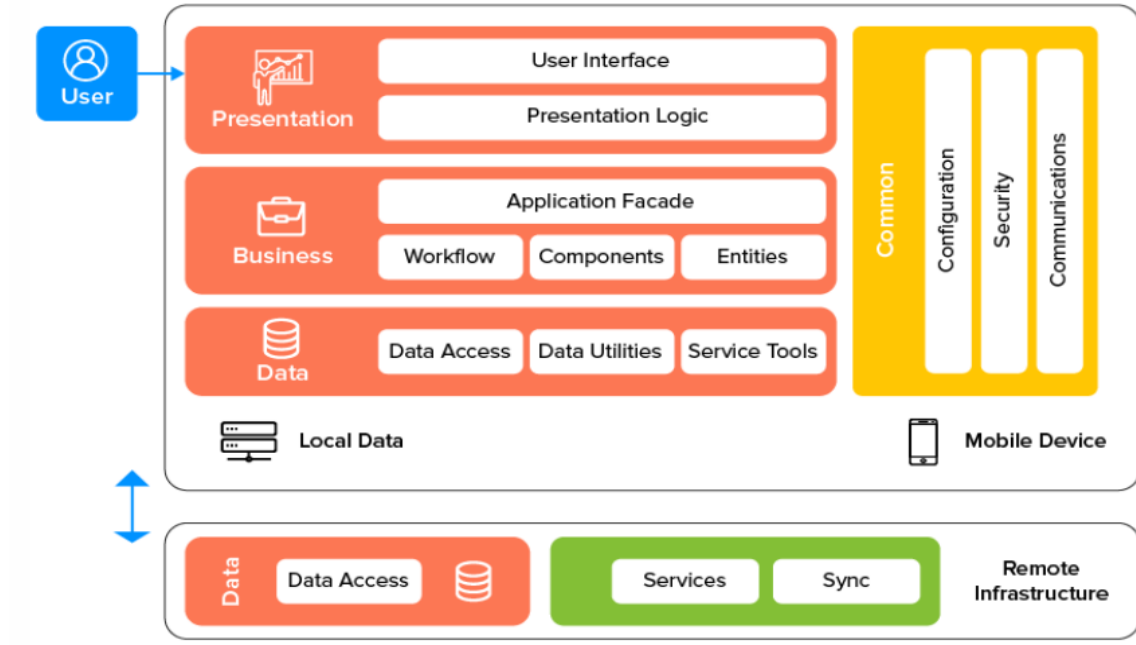 User
Presentation
User Interface
Presentation Logic
Business
Application Facade
Workflow
Components
Entities
Data
Data Access
Data Utilities
Service Tools
Common
Configuration
Security
Communications
Local Data
Mobile Device
Data
Data Access
Services
Sync
Remote
Infrastructure